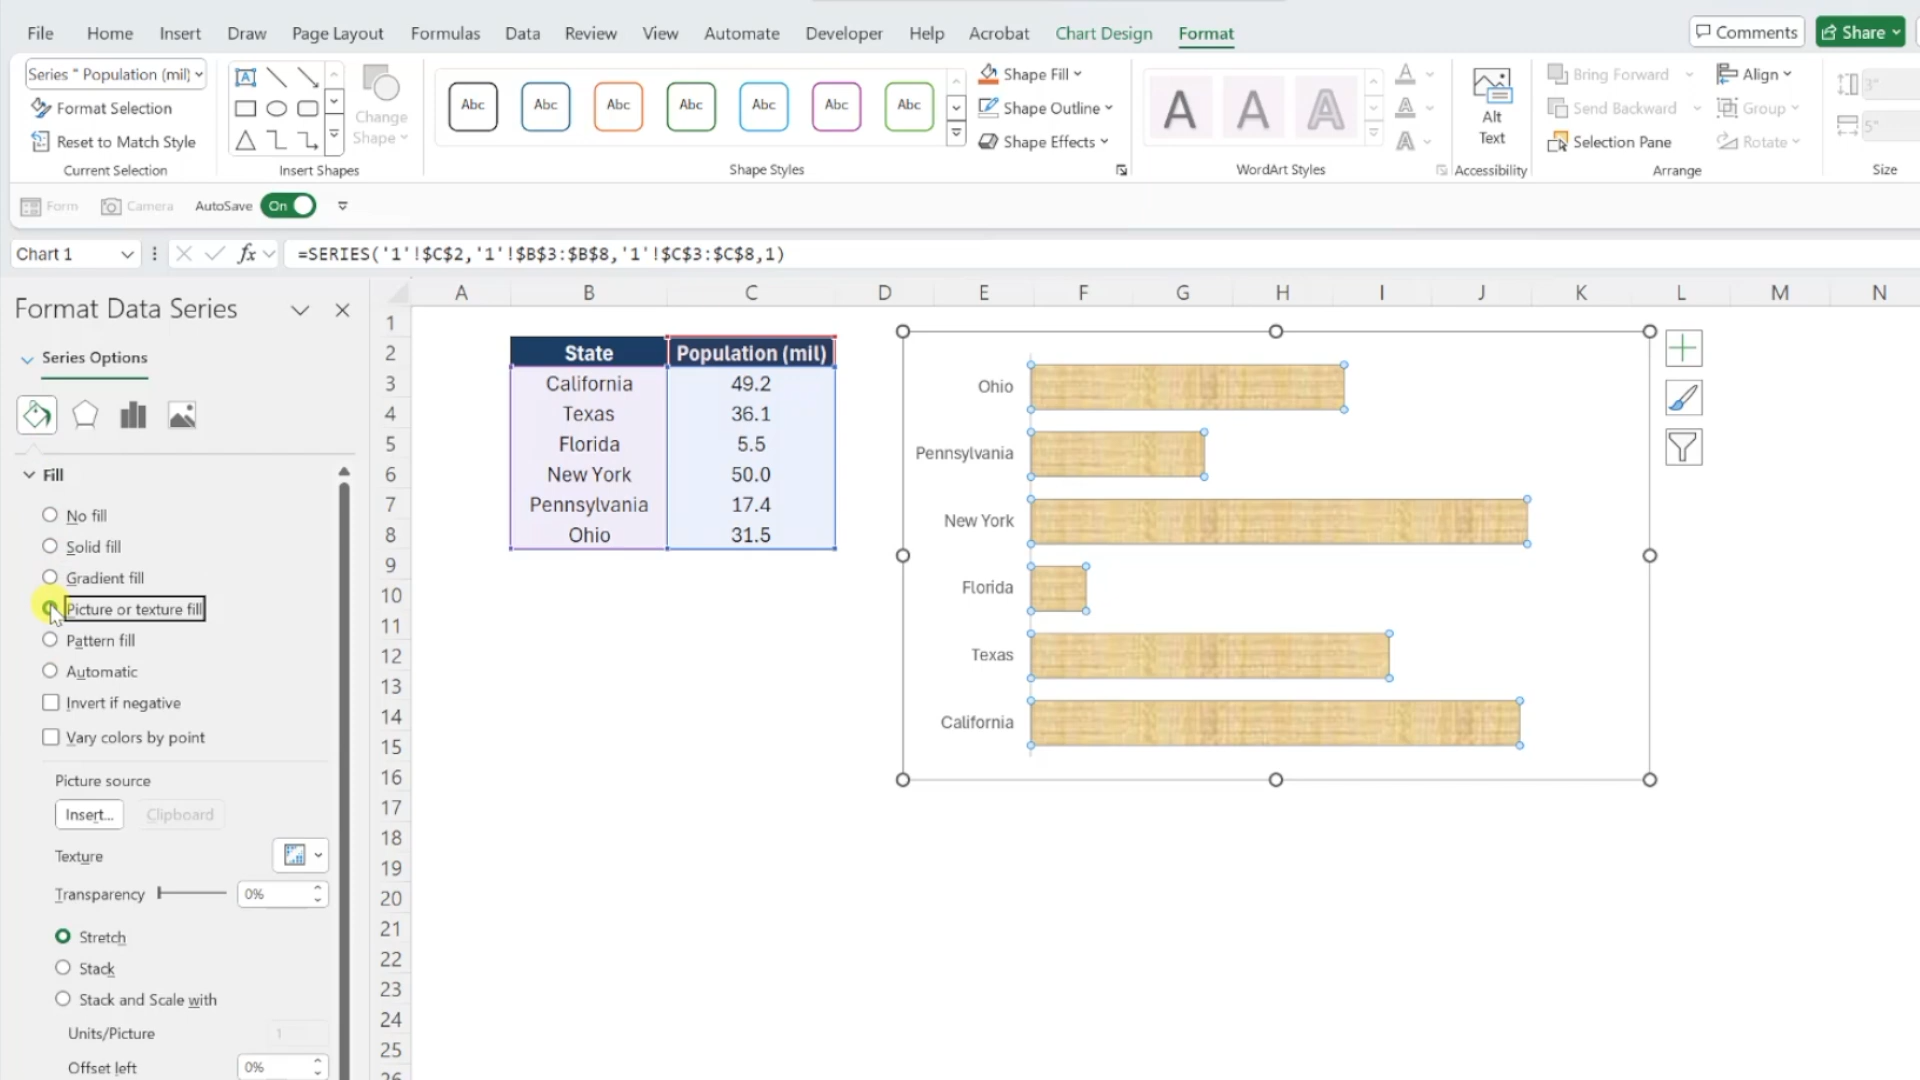 File Home Insert Draw Page Layout Formulas Data Review View Automate Developer Help Acrobat Chart Design Format Comments Share
Series " Population (mil)
Format Selection
Reset to Match Style
Current Selection
Change
Shape
Insert Shapes
Abc Abc Abc Abc Abc Abc Abc
Shape Styles
Shape Fill
Shape Outline
Shape Effects
A A A
WordArt Styles
Alt
Text
Accessibility
Bring Forward
Send Backward
Selection Pane
Align
Group
Rotate
Arrange
3"
5"
Size
Form Camera AutoSave On
Chart 1 fx =SERIES('1'!$C$2,'1'!$B$3:$B$8,'1'!$C$3:$C$8,1)
Format Data Series
Series Options
Fill
No fill
Solid fill
Gradient fill
Picture or texture fill
Pattern fill
Automatic
Invert if negative
Vary colors by point
Picture source
Insert... Clipboard
Texture
Transparency 0%
Stretch
Stack
Stack and Scale with
Units/Picture 1
Offset left 0%
A B C D E F G H I J K L M N
1
2 State Population (mil)
3 California 49.2
4 Texas 36.1
5 Florida 5.5
6 New York 50.0
7 Pennsylvania 17.4
8 Ohio 31.5
9
10
11
12
13
14
15
16
17
18
19
20
21
22
23
24
25
26
Ohio
Pennsylvania
New York
Florida
Texas
California